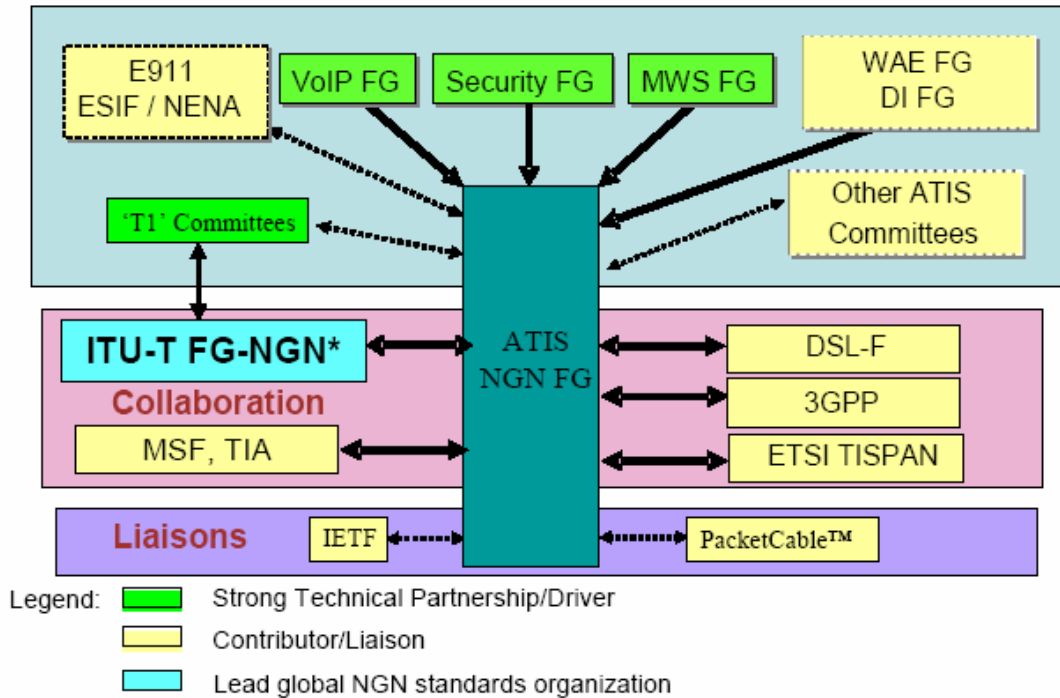 E911
ESIF / NENA
VoIP FG
Security FG
MWS FG
WAE FG
DI FG
'T1' Committees
Other ATIS
Committees
ITU-T FG-NGN*
ATIS
NGN FG
DSL-F
Collaboration
3GPP
MSF, TIA
ETSI TISPAN
Liaisons
IETF
PacketCable™
Legend:
Strong Technical Partnership/Driver
Contributor/Liaison
Lead global NGN standards organization